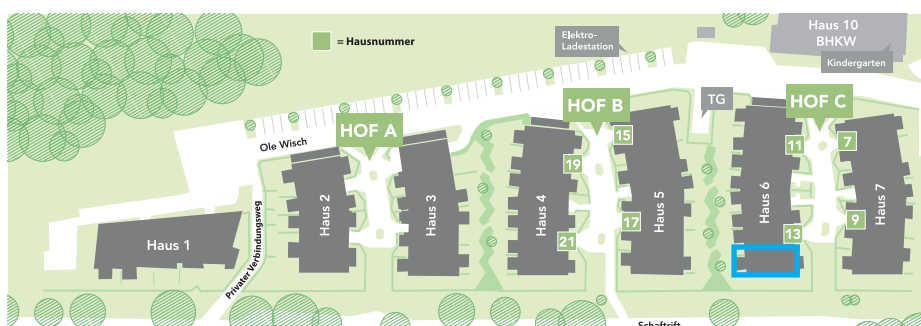 Haus 10
BHKW
Elektro-
Ladestation
= Hausnummer
Kindergarten
TG
HOF A
HOF B
HOF C
Ole Wisch
15
11
7
19
Haus 1
Haus 2
Haus 3
Haus 4
Haus 5
Haus 6
Haus 7
17
9
21
13
Privater Verbindungsweg
Schaftrift